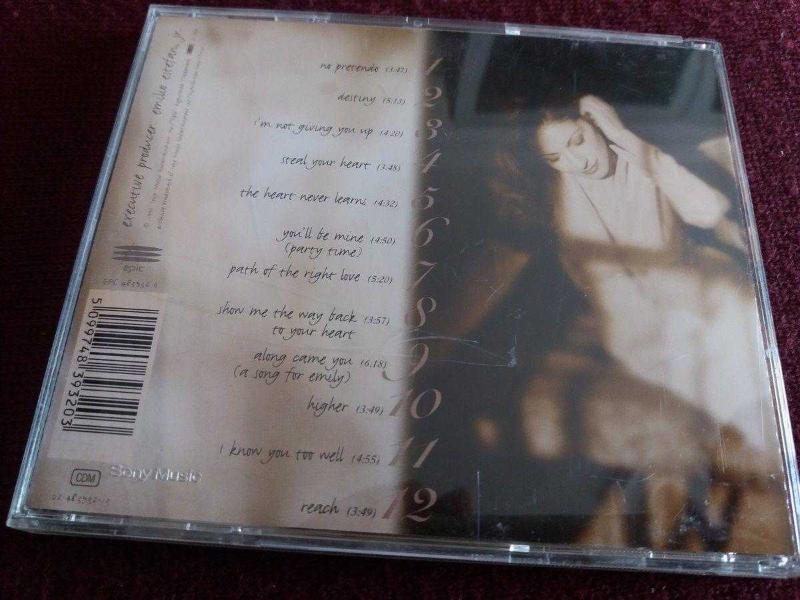 no pretendo (3:42) 1
destiny (5:13) 2
i'm not giving you up (4:20) 3
steal your heart (3:48) 4
the heart never learns (4:32) 5
you'll be mine (4:50) 6
(party time)
path of the right love (5:20) 7
show me the way back (3:57) 8
to your heart
along came you (6:18) 9
(a song for emily)
higher (3:49) 10
i know you too well (4:55) 11
reach (3:49) 12
executive producer emilio estefan, jr
epic
5099748393203
CDM
Sony Music